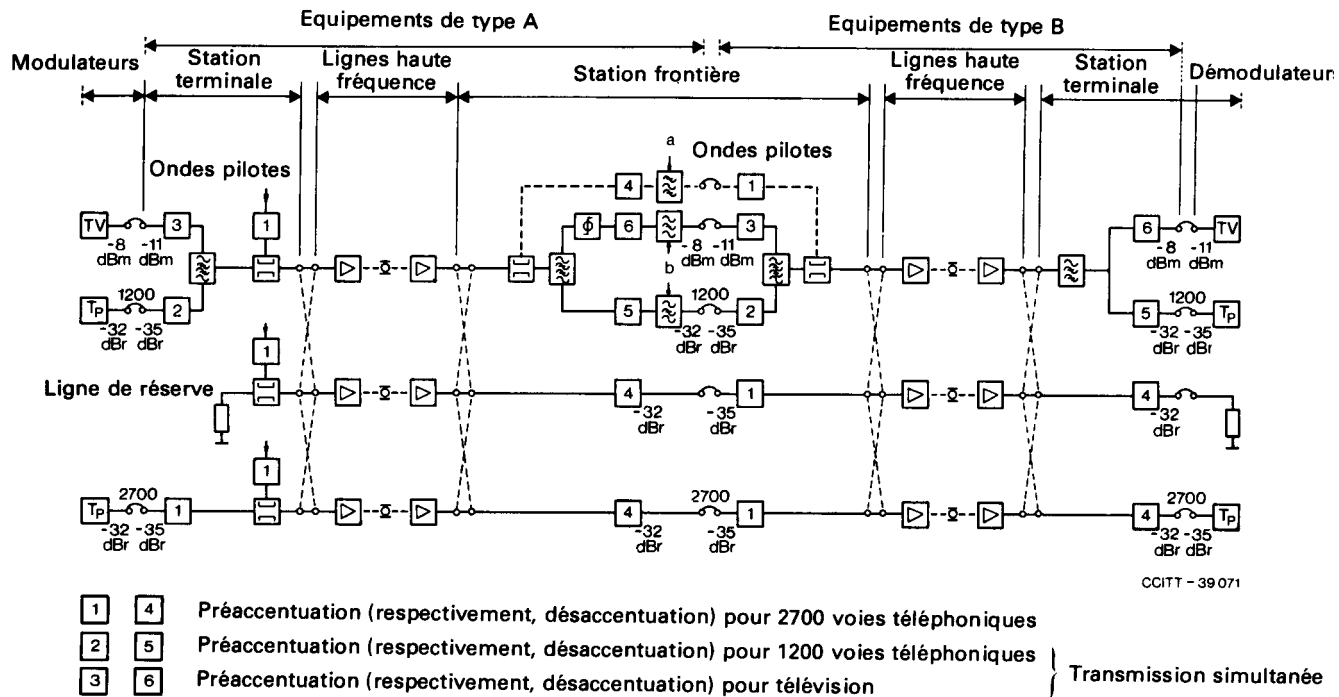 Equipements de type A
Equipements de type B
Modulateurs
Station terminale
Lignes haute fréquence
Station frontière
Lignes haute fréquence
Station terminale
Démodulateurs
Ondes pilotes
a
Ondes pilotes
1
4
1
TV
3
ϕ
6
3
6
TV
-8 dBm
-11 dBm
-8 dBm
-11 dBm
-8 dBm
-11 dBm
b
Tp
1200
2
5
1200
2
5
1200
Tp
-32 dBr
-35 dBr
-32 dBr
-35 dBr
-32 dBr
-35 dBr
1
Ligne de réserve
4
1
4
-32 dBr
-35 dBr
-32 dBr
1
Tp
2700
1
4
2700
1
4
2700
Tp
-32 dBr
-35 dBr
-32 dBr
-35 dBr
-32 dBr
-35 dBr
CCITT - 39 071
1 4 Préaccentuation (respectivement, désaccentuation) pour 2700 voies téléphoniques
2 5 Préaccentuation (respectivement, désaccentuation) pour 1200 voies téléphoniques
3 6 Préaccentuation (respectivement, désaccentuation) pour télévision
Transmission simultanée